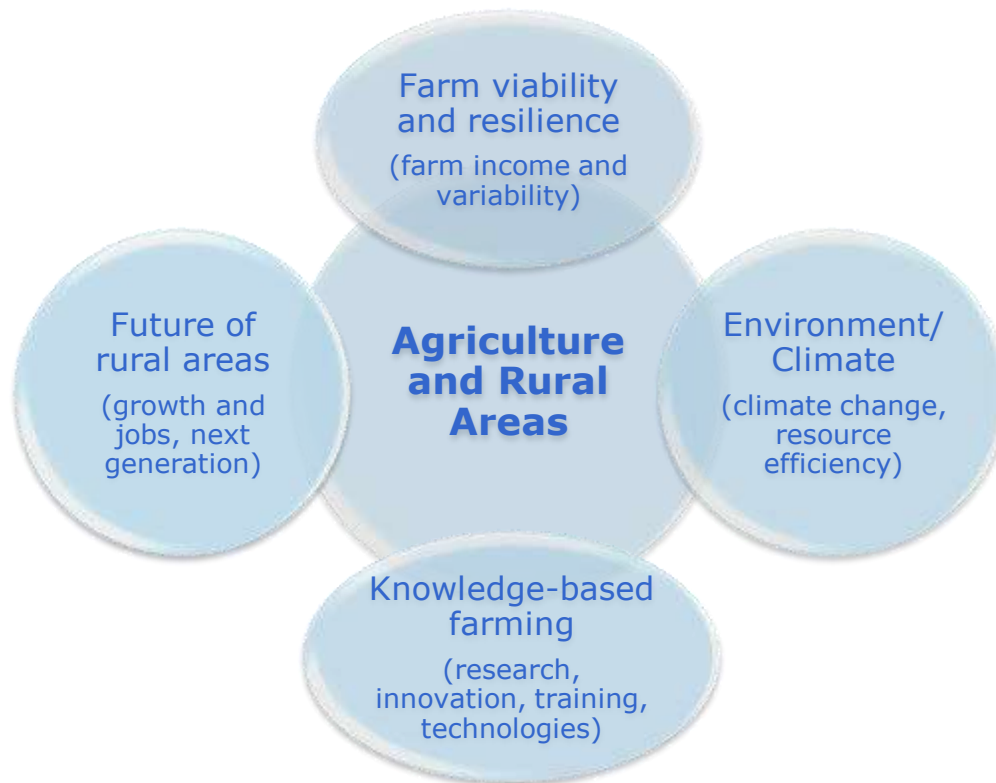 Farm viability
and resilience
(farm income and
variability)
Future of
rural areas
(growth and
jobs, next
generation)
Agriculture
and Rural
Areas
Environment/
Climate
(climate change,
resource
efficiency)
Knowledge-based
farming
(research,
innovation, training,
technologies)